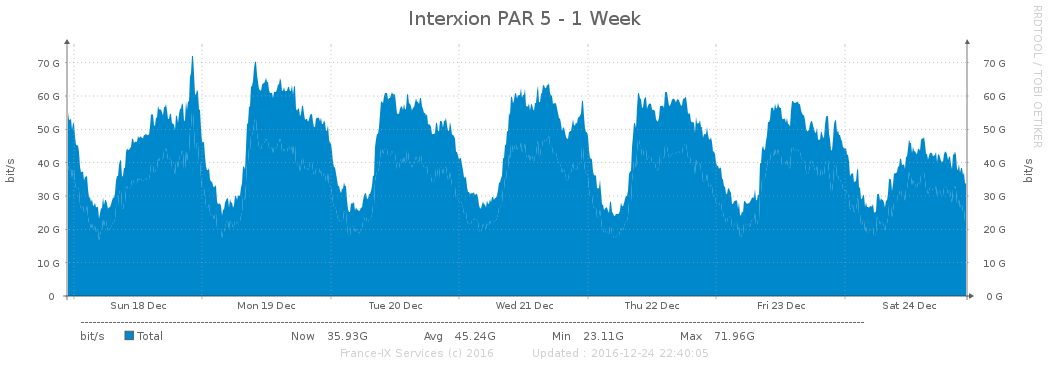 Interxion PAR 5 - 1 Week
RRDTOOL / TOBI OETIKER
bit/s
70 G 70 G
60 G 60 G
50 G 50 G
40 G 40 G
30 G 30 G
20 G 20 G
10 G 10 G
0 0 G
bit/s
Sun 18 Dec Mon 19 Dec Tue 20 Dec Wed 21 Dec Thu 22 Dec Fri 23 Dec Sat 24 Dec
bit/s Total Now 35.93G Avg 45.24G Min 23.11G Max 71.96G
France-IX Services (c) 2016 Updated : 2016-12-24 22:40:05